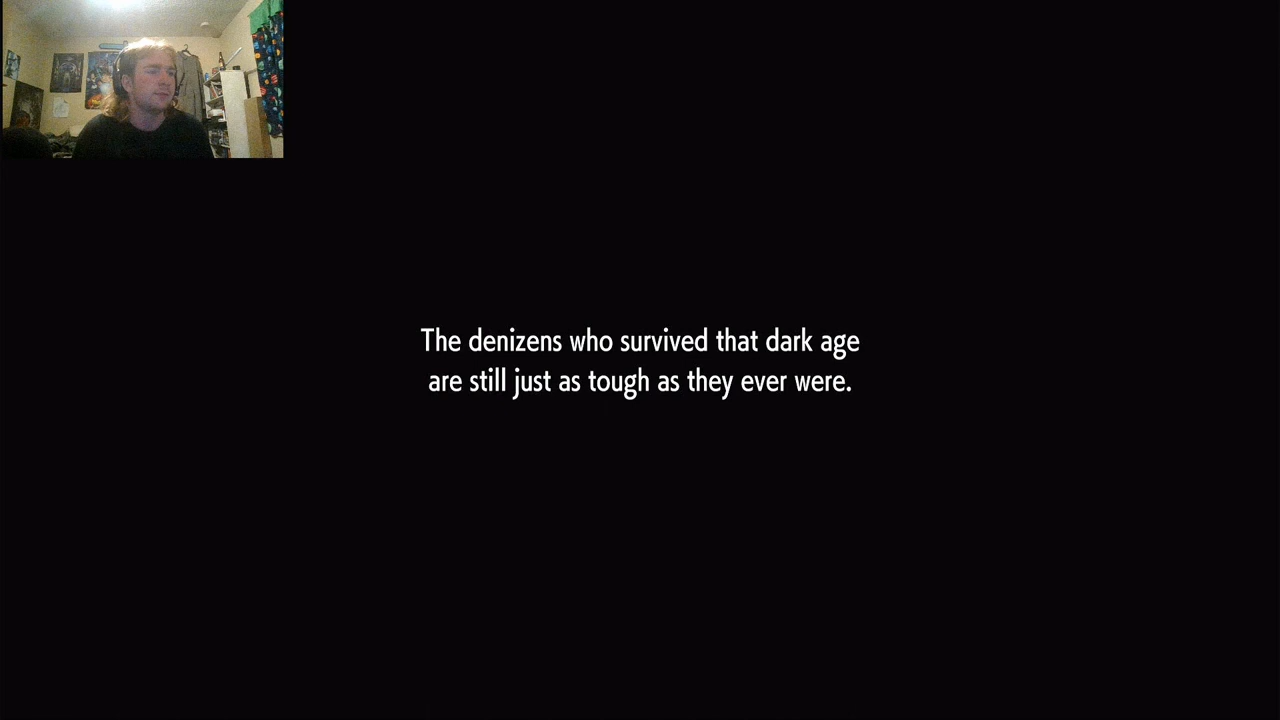 The denizens who survived that dark age
are still just as tough as they ever were.